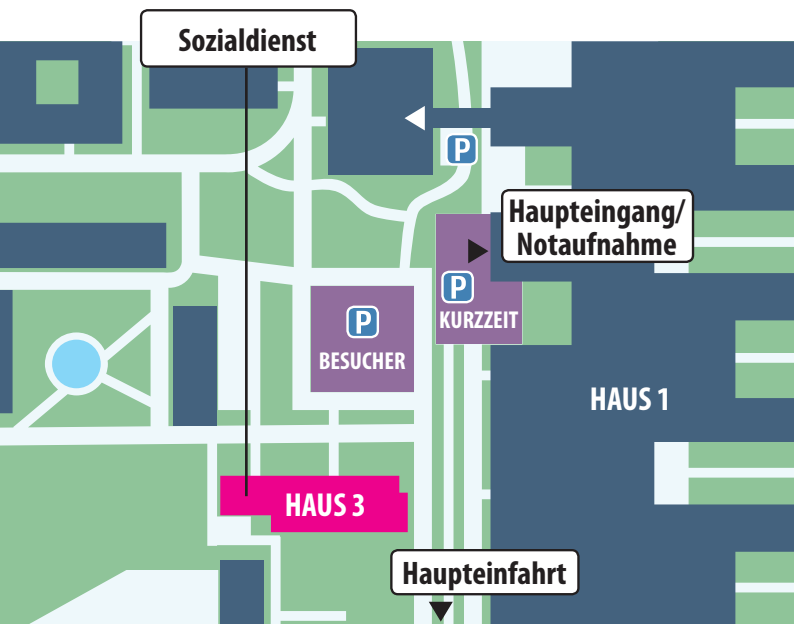 Sozialdienst
P
Haupteingang/
Notaufnahme
P
KURZZEIT
P
BESUCHER
HAUS 1
HAUS 3
Haupteinfahrt